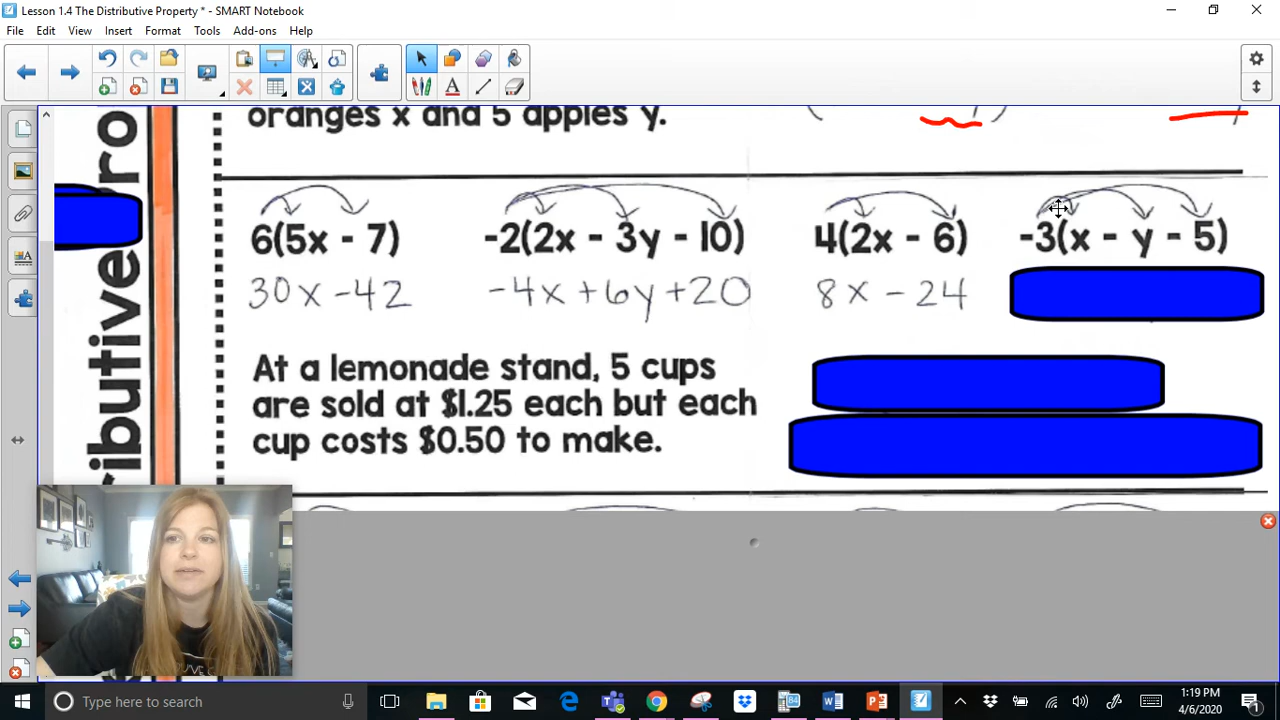 Lesson 1.4 The Distributive Property * - SMART Notebook
File Edit View Insert Format Tools Add-ons Help
oranges x and 5 apples y.
6(5x - 7) -2(2x - 3y - 10) 4(2x - 6) -3(x - y - 5)
30x -42 -4x +6y +20 8x - 24
At a lemonade stand, 5 cups
are sold at $1.25 each but each
cup costs $0.50 to make.
Type here to search
1:19 PM
4/6/2020